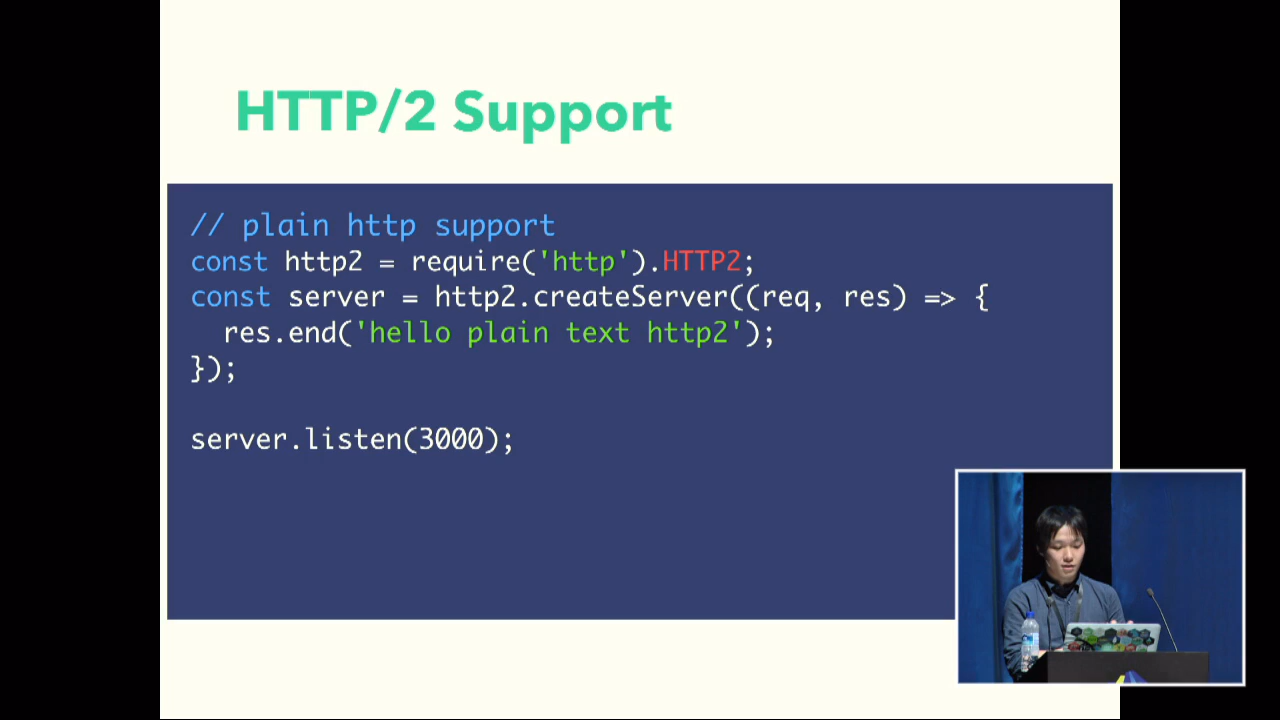 HTTP/2 Support
// plain http support
const http2 = require('http').HTTP2;
const server = http2.createServer((req, res) => {
  res.end('hello plain text http2');
});
server.listen(3000);